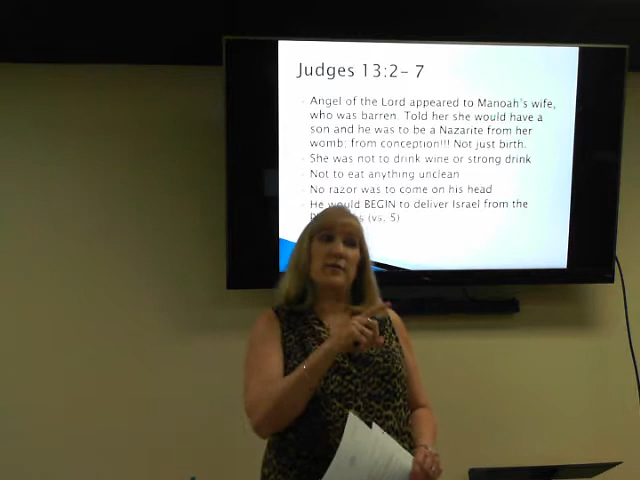 Judges 13:2- 7
Angel of the Lord appeared to Manoah's wife,
who was barren. Told her she would have a
son and he was to be a Nazarite from her
womb; from conception!!! Not just birth.
She was not to drink wine or strong drink
Not to eat anything unclean
No razor was to come on his head
He would BEGIN to deliver Israel from the
(vs. 5)